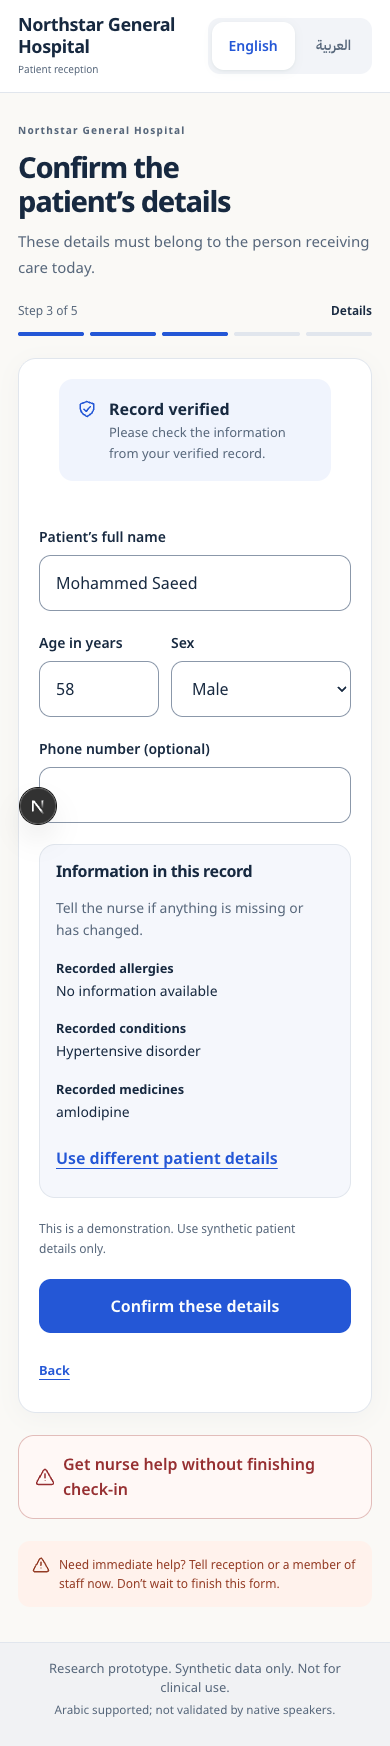 Northstar General
Hospital
Patient reception
English
العربية
Northstar General Hospital
Confirm the
patient’s details
These details must belong to the person receiving
care today.
Step 3 of 5
Details
Record verified
Please check the information
from your verified record.
Patient’s full name
Mohammed Saeed
Age in years
Sex
58
Male
Phone number (optional)
N
Information in this record
Tell the nurse if anything is missing or
has changed.
Recorded allergies
No information available
Recorded conditions
Hypertensive disorder
Recorded medicines
amlodipine
Use different patient details
This is a demonstration. Use synthetic patient
details only.
Confirm these details
Back
Get nurse help without finishing
check-in
Need immediate help? Tell reception or a member of
staff now. Don’t wait to finish this form.
Research prototype. Synthetic data only. Not for
clinical use.
Arabic supported; not validated by native speakers.